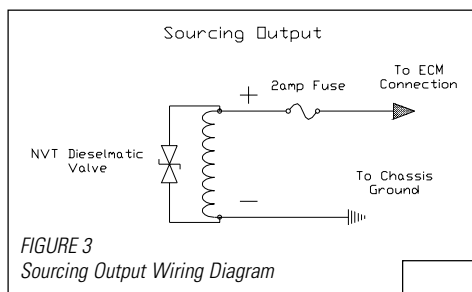 Sourcing Output
To ECM
Connection
2amp Fuse
+
NVT Dieselmatic
Valve
To Chassis
Ground
–
FIGURE 3
Sourcing Output Wiring Diagram